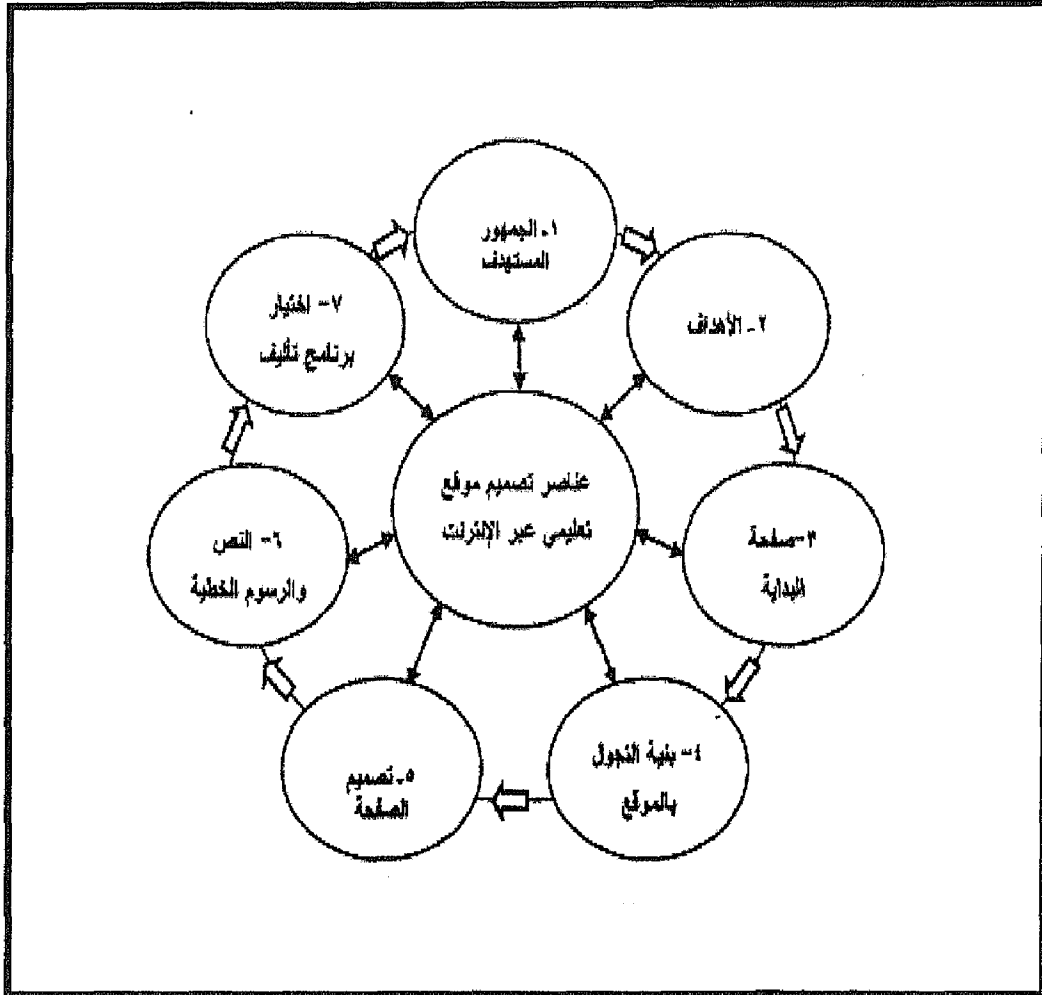 ١- الجمهور
المستهدف
٢- الأهداف
٣- صفحة
البداية
٤- بنية التجول
بالموقع
٥- تصميم
الصفحة
٦- النص
والرسوم الخطية
٧- اختيار
برنامج تأليف
عناصر تصميم موقع
تعليمي عبر الإنترنت